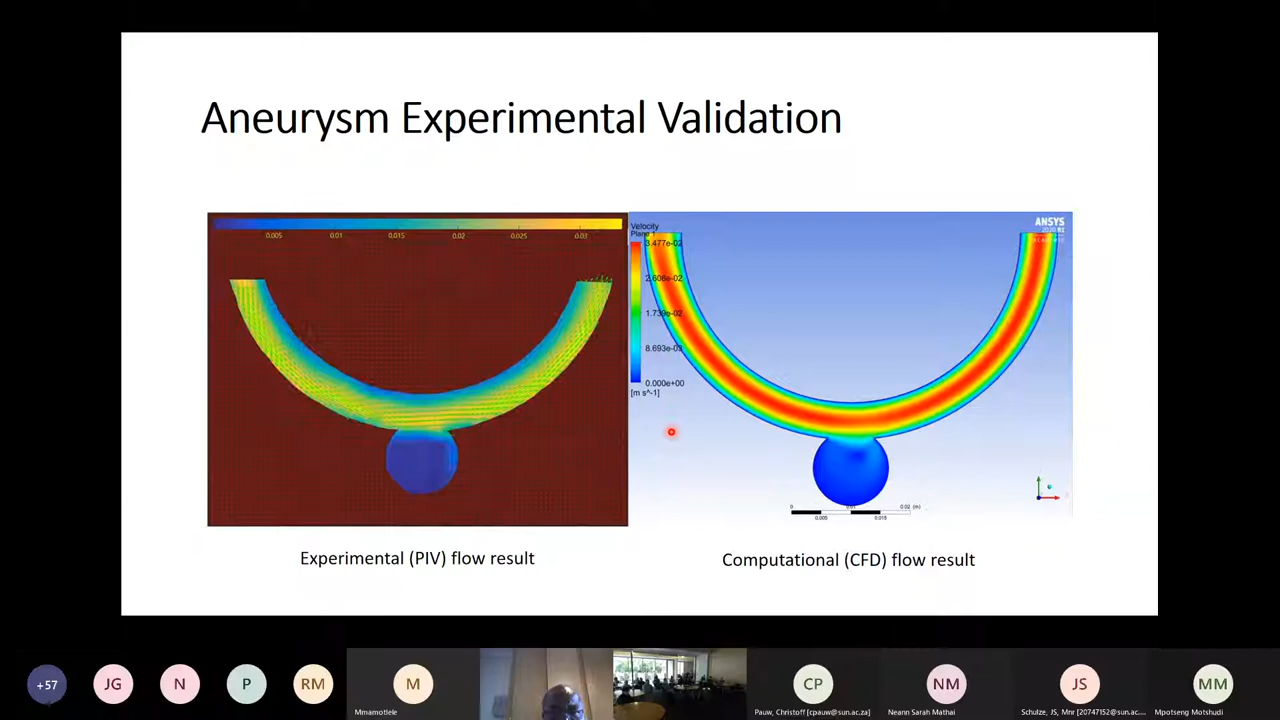 Aneurysm Experimental Validation
0.005 0.01 0.015 0.02 0.025 0.03
Velocity
Plane 1
3.477e-02
2.608e-02
1.739e-02
8.693e-03
0.000e+00
[m s^-1]
ANSYS
0 0.01 0.02 (m)
0.005 0.015
Experimental (PIV) flow result
Computational (CFD) flow result
+57 JG N P RM M CP NM JS MM
Mmamotlele
Pauw, Christoff [cpauw@sun.ac.za]
Neann Sarah Mathai
Schulze, JS, Mnr [20747152@sun.ac....
Mpotseng Motshudi